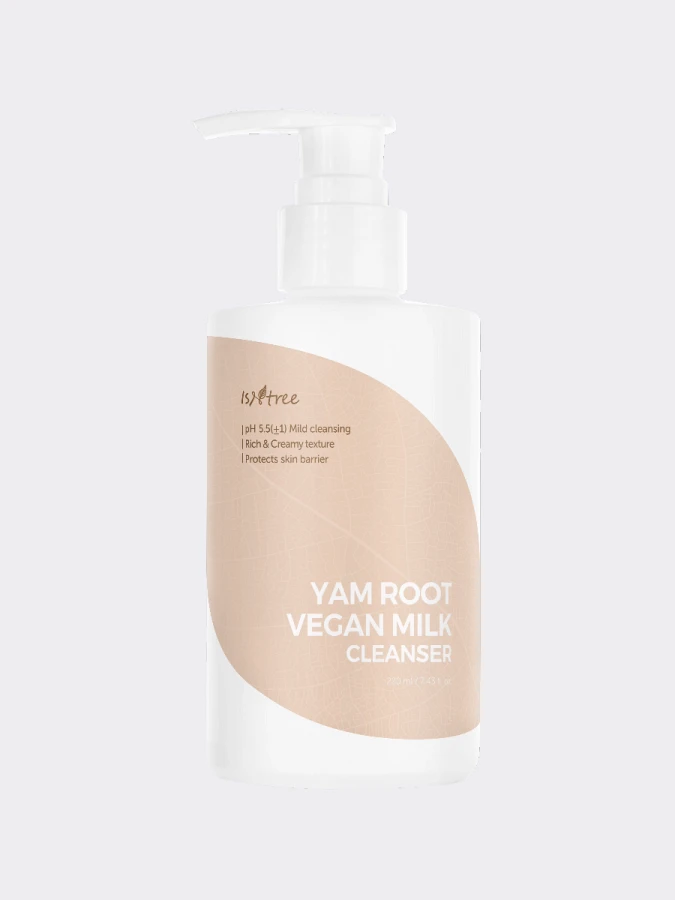 Isntree
pH 5.5(±1) Mild cleansing
Rich & Creamy texture
Protects skin barrier
YAM ROOT
VEGAN MILK
CLEANSER